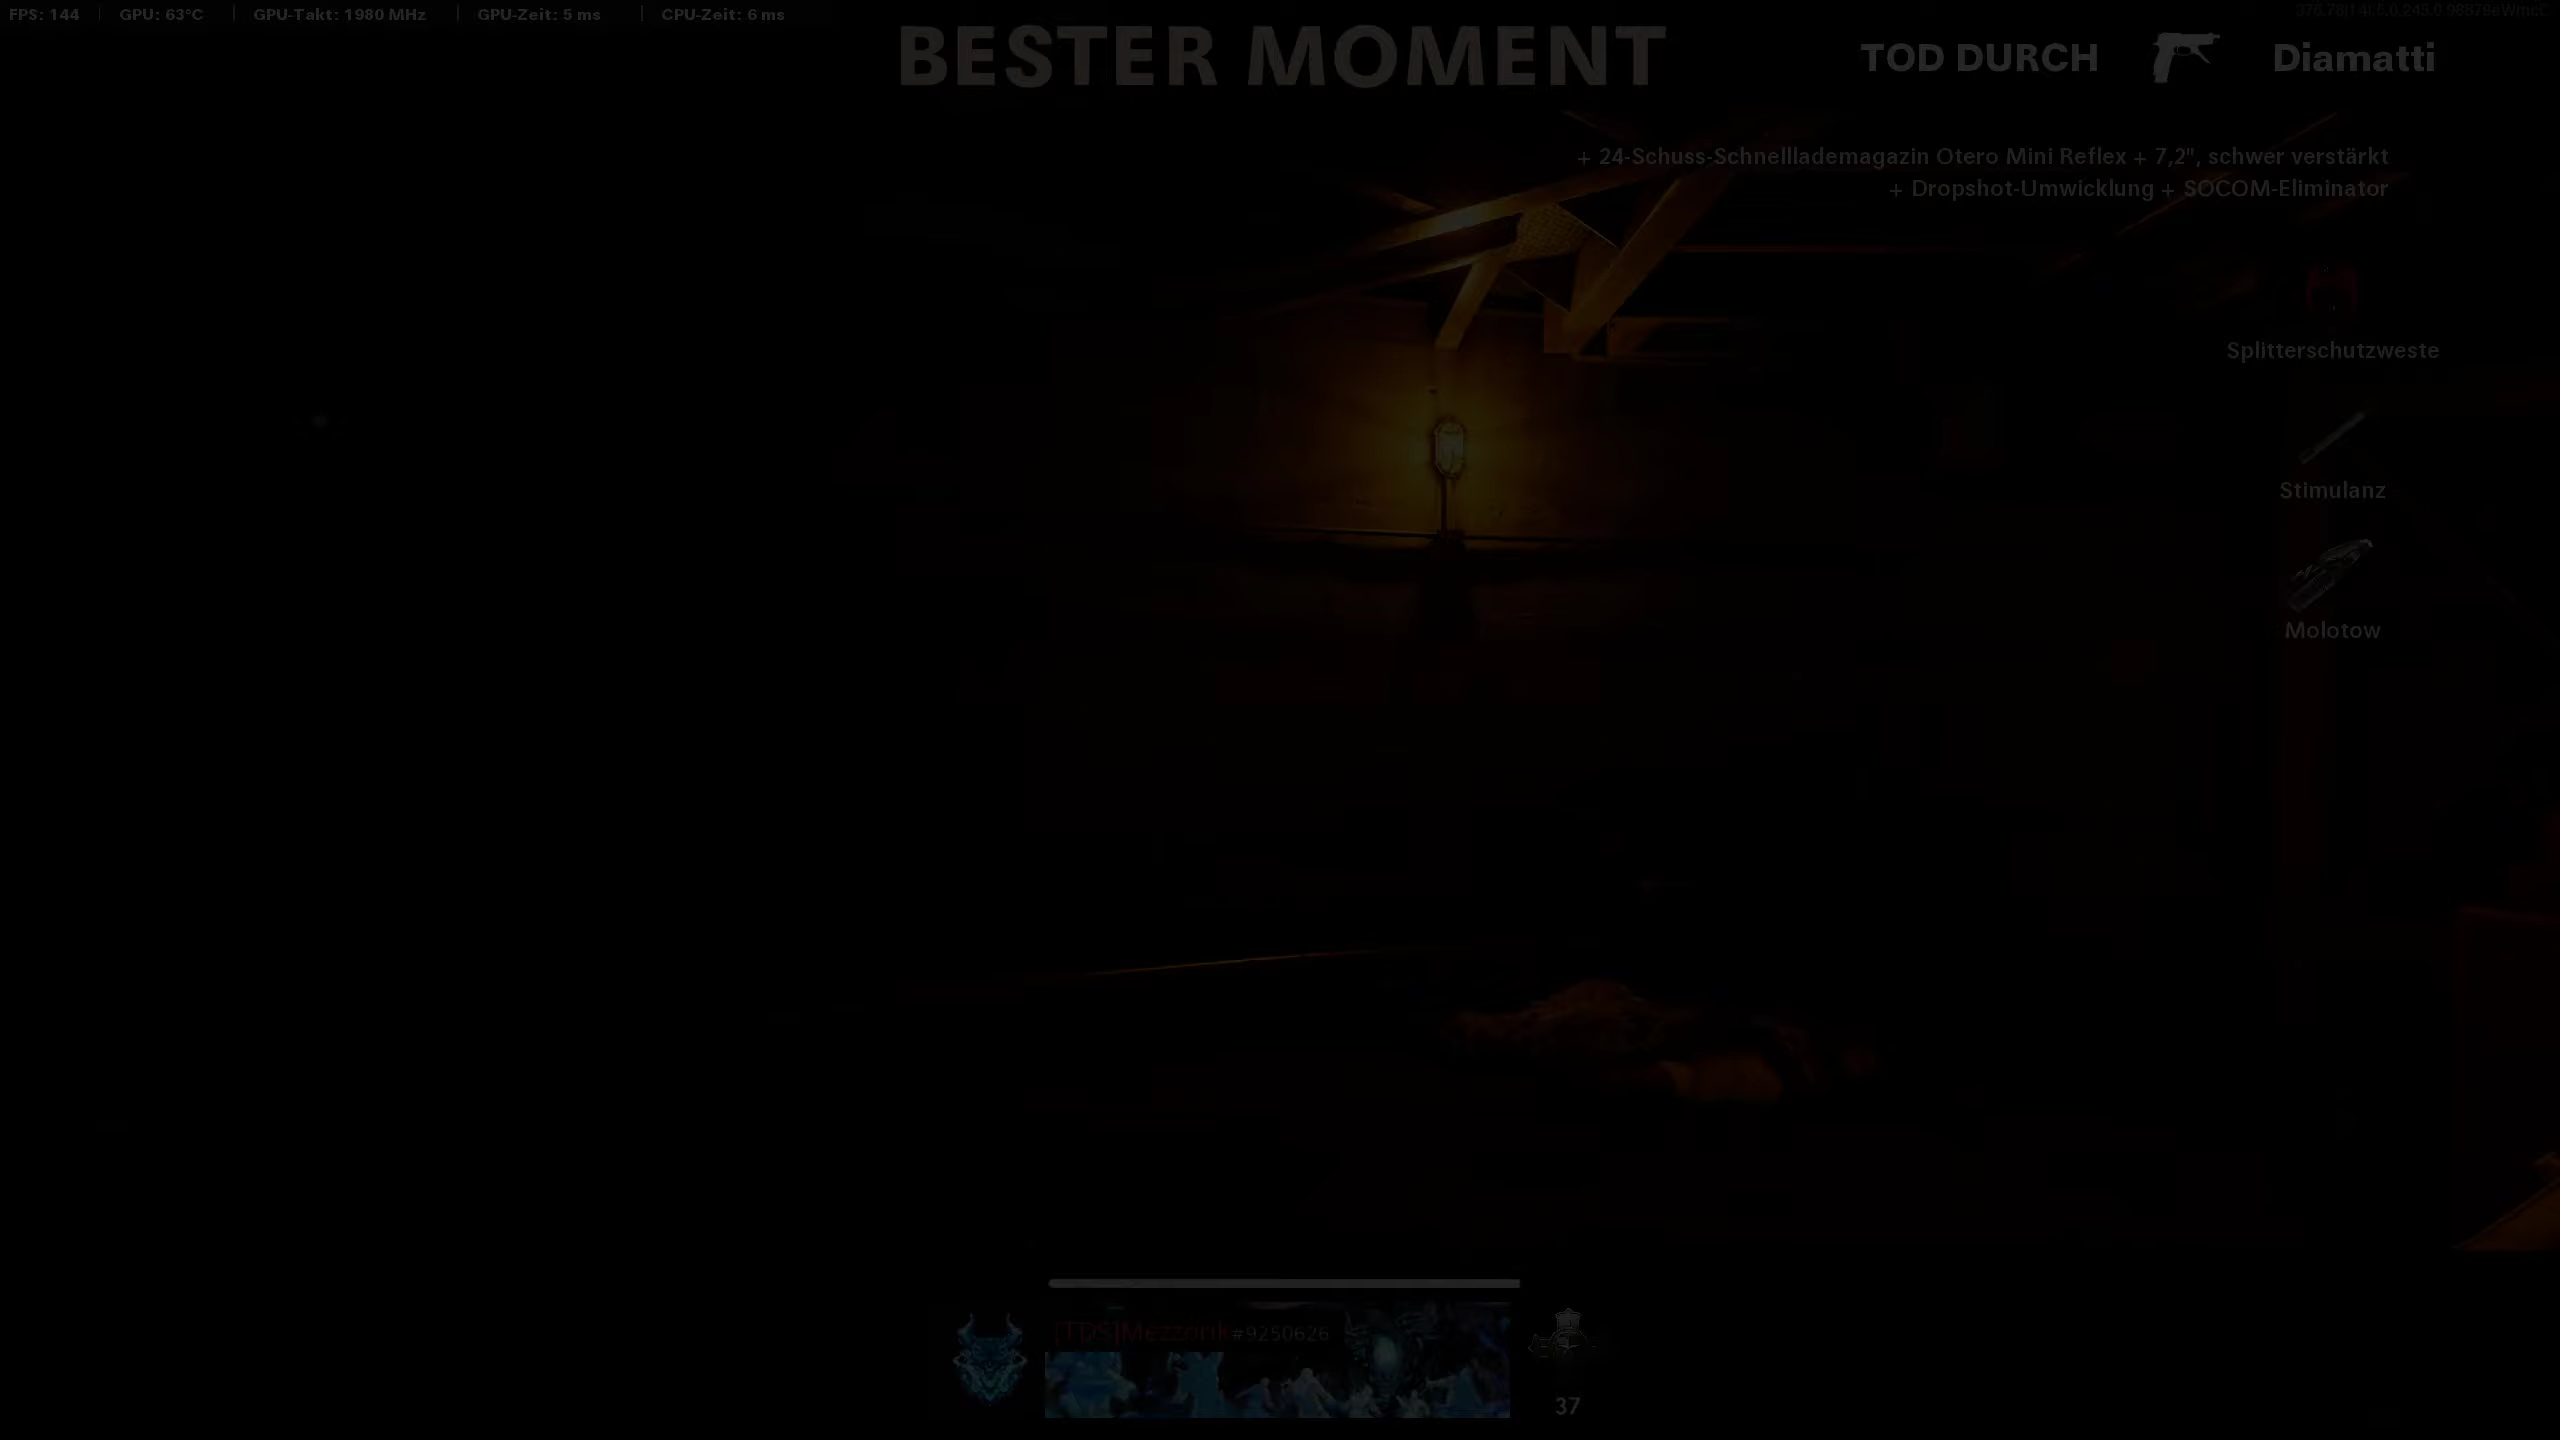 FPS: 144 | GPU: 63°C | GPU-Takt: 1980 MHz | GPU-Zeit: 5 ms | CPU-Zeit: 6 ms
BESTER MOMENT
TOD DURCH Diamatti
+ 24-Schuss-Schnelllademagazin Otero Mini Reflex + 7,2", schwer verstärkt
+ Dropshot-Umwicklung + SOCOM-Eliminator
Splitterschutzweste
Stimulanz
Molotow
[TDS]Mezzorik#9250626
37